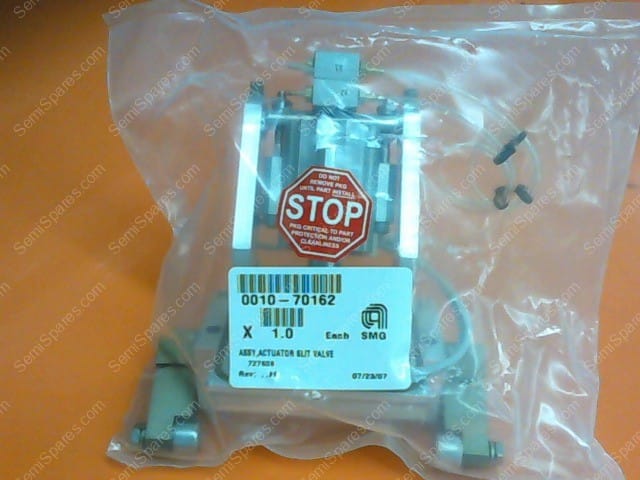 SemiSpares.com
DO NOT
REMOVE PKG
UNTIL PART INSTALL
STOP
PKG CRITICAL TO PART
PROTECTION AND/OR
CLEANLINESS
0010-70162
X 1.0 Each SMG
ASSY,ACTUATOR SLIT VALVE
Rev:
07/23/07